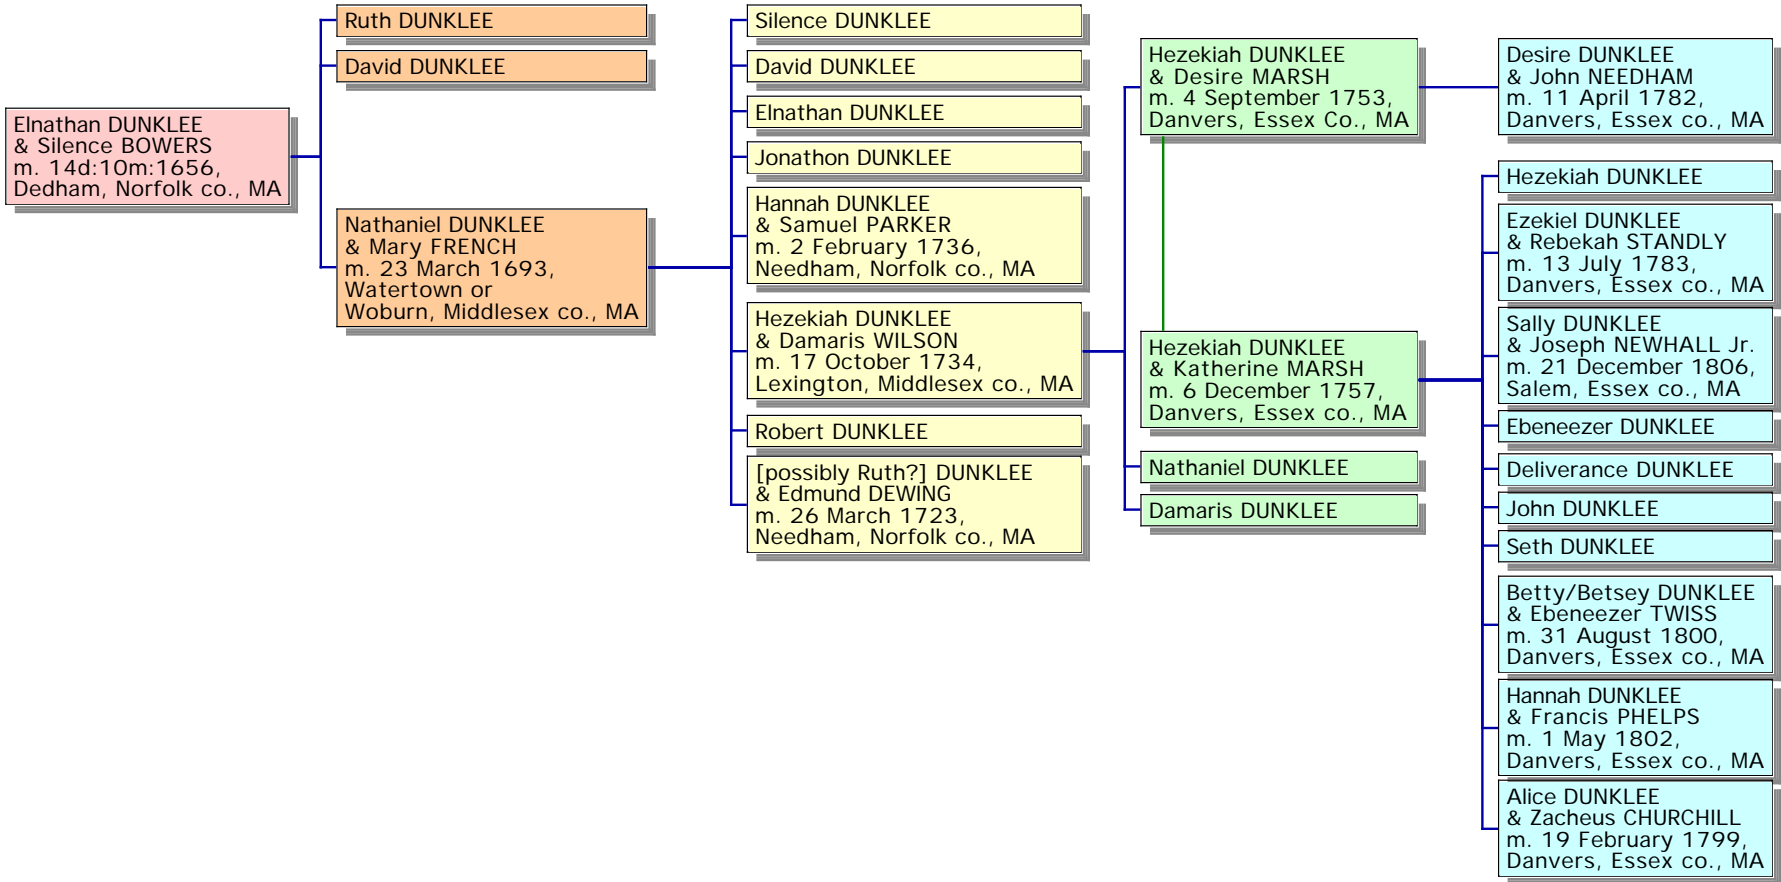 Elnathan DUNKLEE
& Silence BOWERS
m. 14d:10m:1656,
Dedham, Norfolk co., MA
Ruth DUNKLEE
David DUNKLEE
Nathaniel DUNKLEE
& Mary FRENCH
m. 23 March 1693,
Watertown or
Woburn, Middlesex co., MA
Silence DUNKLEE
David DUNKLEE
Elnathan DUNKLEE
Jonathon DUNKLEE
Hannah DUNKLEE
& Samuel PARKER
m. 2 February 1736,
Needham, Norfolk co., MA
Hezekiah DUNKLEE
& Damaris WILSON
m. 17 October 1734,
Lexington, Middlesex co., MA
Robert DUNKLEE
[possibly Ruth?] DUNKLEE
& Edmund DEWING
m. 26 March 1723,
Needham, Norfolk co., MA
Hezekiah DUNKLEE
& Desire MARSH
m. 4 September 1753,
Danvers, Essex Co., MA
Hezekiah DUNKLEE
& Katherine MARSH
m. 6 December 1757,
Danvers, Essex co., MA
Nathaniel DUNKLEE
Damaris DUNKLEE
Desire DUNKLEE
& John NEEDHAM
m. 11 April 1782,
Danvers, Essex co., MA
Hezekiah DUNKLEE
Ezekiel DUNKLEE
& Rebekah STANDLY
m. 13 July 1783,
Danvers, Essex co., MA
Sally DUNKLEE
& Joseph NEWHALL Jr.
m. 21 December 1806,
Salem, Essex co., MA
Ebeneezer DUNKLEE
Deliverance DUNKLEE
John DUNKLEE
Seth DUNKLEE
Betty/Betsey DUNKLEE
& Ebeneezer TWISS
m. 31 August 1800,
Danvers, Essex co., MA
Hannah DUNKLEE
& Francis PHELPS
m. 1 May 1802,
Danvers, Essex co., MA
Alice DUNKLEE
& Zacheus CHURCHILL
m. 19 February 1799,
Danvers, Essex co., MA